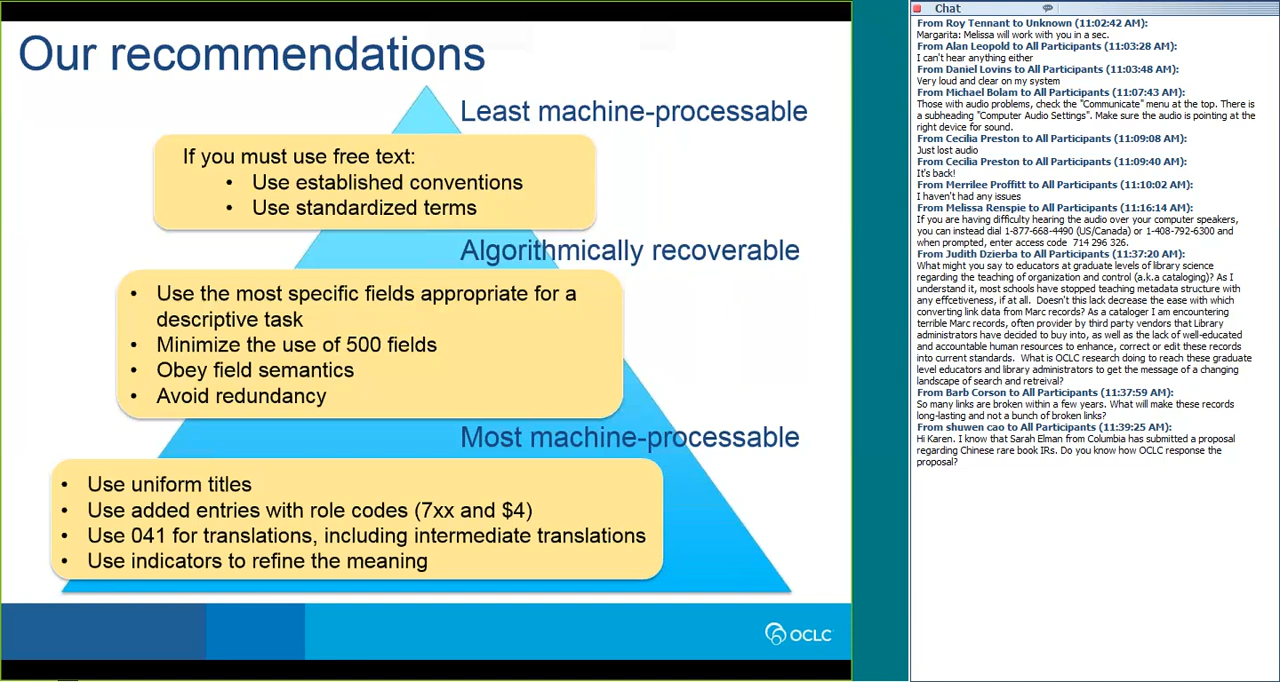 Our recommendations
Least machine-processable
If you must use free text:
• Use established conventions
• Use standardized terms
Algorithmically recoverable
• Use the most specific fields appropriate for a
descriptive task
• Minimize the use of 500 fields
• Obey field semantics
• Avoid redundancy
Most machine-processable
• Use uniform titles
• Use added entries with role codes (7xx and $4)
• Use 041 for translations, including intermediate translations
• Use indicators to refine the meaning
OCLC
Chat
From Roy Tennant to Unknown (11:02:42 AM):
Margarita: Melissa will work with you in a sec.
From Alan Leopold to All Participants (11:03:28 AM):
I can't hear anything either
From Daniel Lovins to All Participants (11:03:48 AM):
Very loud and clear on my system
From Michael Bolam to All Participants (11:07:43 AM):
Those with audio problems, check the "Communicate" menu at the top. There is
a subheading "Computer Audio Settings". Make sure the audio is pointing at the
right device for sound.
From Cecilia Preston to All Participants (11:09:08 AM):
Just lost audio
From Cecilia Preston to All Participants (11:09:40 AM):
It's back!
From Merrilee Proffitt to All Participants (11:10:02 AM):
I haven't had any issues
From Melissa Renspie to All Participants (11:16:14 AM):
If you are having difficulty hearing the audio over your computer speakers,
you can instead dial 1-877-668-4490 (US/Canada) or 1-408-792-6300 and
when prompted, enter access code 714 296 326.
From Judith Dzierba to All Participants (11:37:20 AM):
What might you say to educators at graduate levels of library science
regarding the teaching of organization and control (a.k.a cataloging)? As I
understand it, most schools have stopped teaching metadata structure with
any effcetiveness, if at all. Doesn't this lack decrease the ease with which
converting link data from Marc records? As a cataloger I am encountering
terrible Marc records, often provider by third party vendors that Library
administrators have decided to buy into, as well as the lack of well-educated
and accountable human resources to enhance, correct or edit these records
into current standards. What is OCLC research doing to reach these graduate
level educators and library administrators to get the message of a changing
landscape of search and retreival?
From Barb Corson to All Participants (11:37:59 AM):
So many links are broken within a few years. What will make these records
long-lasting and not a bunch of broken links?
From shuwen cao to All Participants (11:39:25 AM):
Hi Karen. I know that Sarah Elman from Columbia has submitted a proposal
regarding Chinese rare book IRs. Do you know how OCLC response the
proposal?